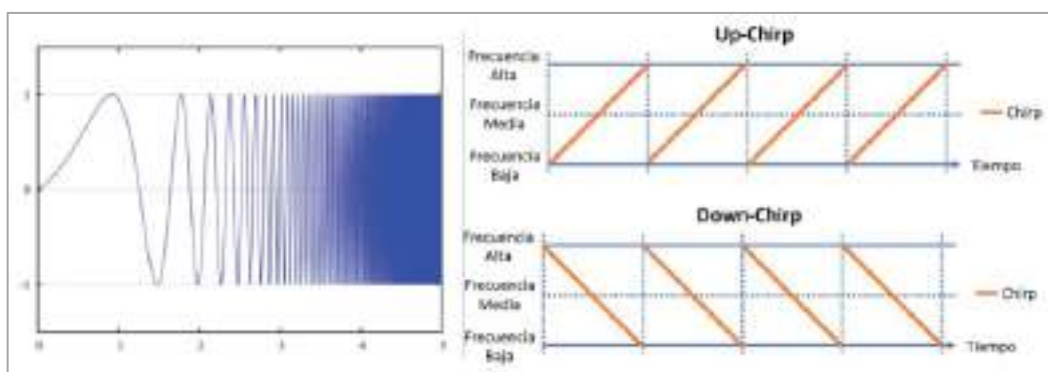 1
0
-1
0
1
2
3
4
5
Up-Chirp
Frecuencia
Alta
Frecuencia
Media
Frecuencia
Baja
Chirp
Tiempo
Down-Chirp
Frecuencia
Alta
Frecuencia
Media
Frecuencia
Baja
Chirp
Tiempo